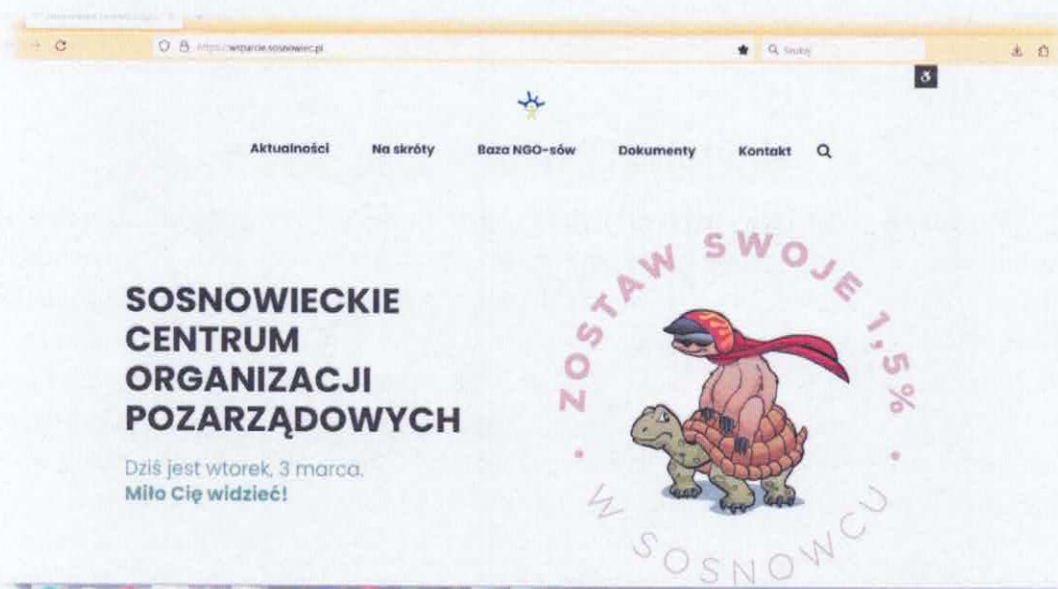 https://wsparcie.sosnowiec.pl
Szukaj
Aktualności Na skróty Baza NGO-sów Dokumenty Kontakt
SOSNOWIECKIE
CENTRUM
ORGANIZACJI
POZARZĄDOWYCH
Dziś jest wtorek, 3 marca.
Miło Cię widzieć!
ZOSTAW SWOJE 1,5%
W SOSNOWCU